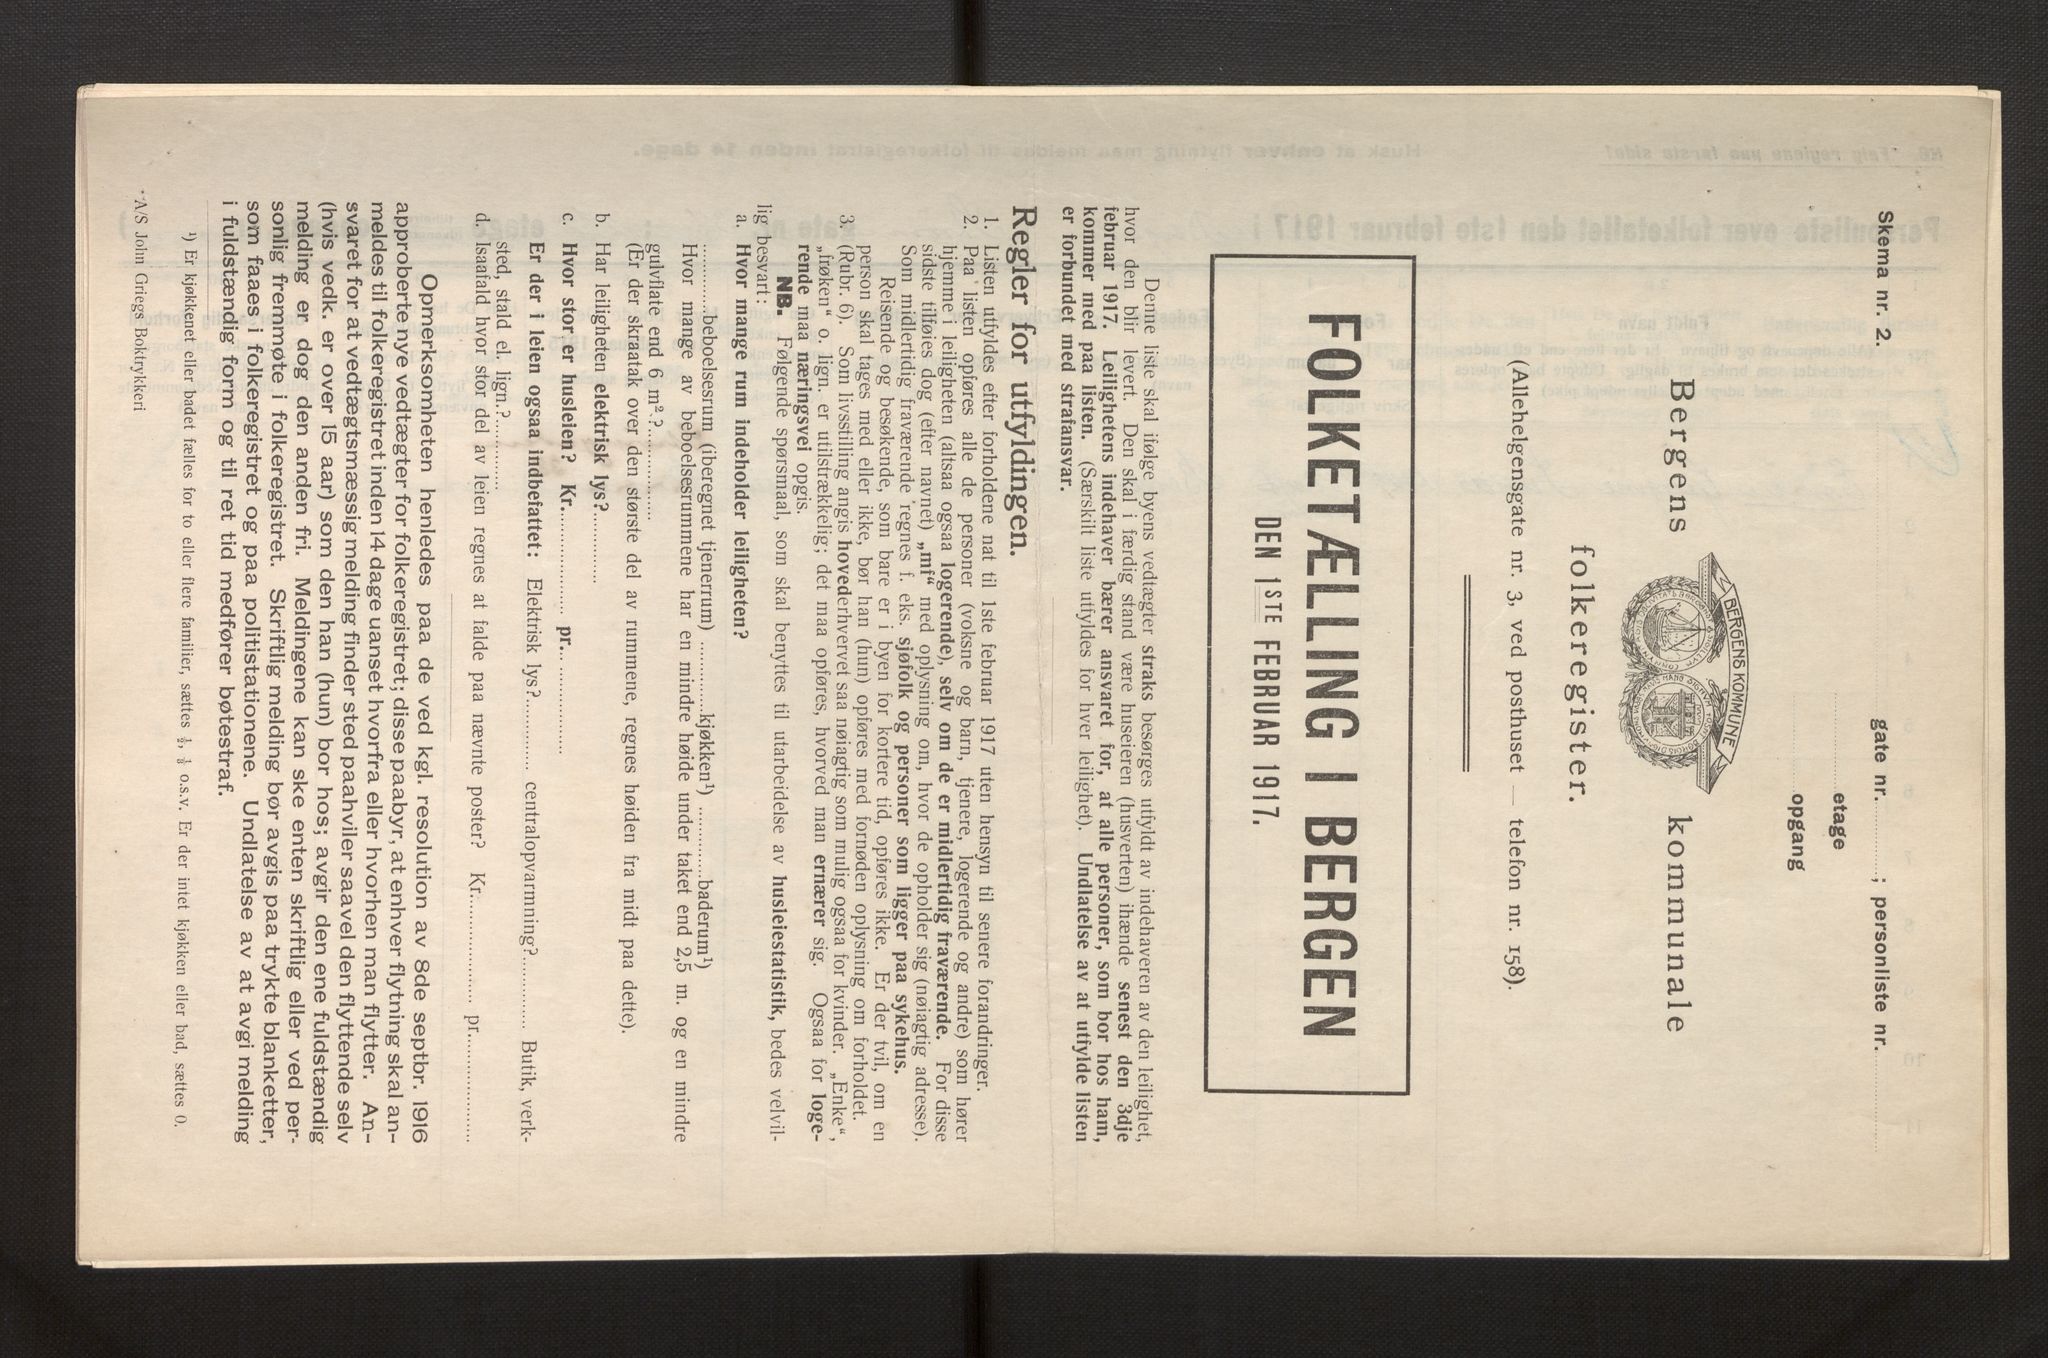 Skema nr. 2.
gate nr. ; personliste nr.
etage
opgang
BERGENS KOMMUNE
Bergens kommunale
folkeregister.
(Allehelgensgate nr. 3, ved posthuset — telefon nr. 158).
FOLKETÆLLING I BERGEN
DEN 1STE FEBRUAR 1917.
Denne liste skal ifølge byens vedtægter straks besørges utfyldt av indehaveren av den leilighet,
hvor den blir levert. Den skal i færdig stand være huseieren (husverten) ihænde senest den 3dje
februar 1917. Leilighetens indehaver bærer ansvaret for, at alle personer, som bor hos ham,
kommer med paa listen. (Særskilt liste utfyldes for hver leilighet). Undlatelse av at utfylde listen
er forbundet med strafansvar.
Regler for utfyldingen.
1. Listen utfyldes efter forholdene nat til 1ste februar 1917 uten hensyn til senere forandringer.
2. Paa listen opføres alle de personer (voksne og barn, tjenere, logerende og andre) som hører
hjemme i leiligheten (altsaa ogsaa logerende), selv om de er midlertidig fraværende. For disse
sidste tilføies dog (efter navnet) „mf“ med oplysning om, hvor de opholder sig (nøiagtig adresse).
Som midlertidig fraværende regnes f. eks. sjøfolk og personer som ligger paa sykehus.
Reisende og besøkende, som bare er i byen for kortere tid, opføres ikke. Er der tvil, om en
person skal tages med eller ikke, bør han (hun) opføres med fornøden oplysning om forholdet.
3. (Rubr. 6). Som livsstilling angis hovederhvervet saa nøiagtig som mulig ogsaa for kvinder. „Enke“,
„frøken“ o. lign. er utilstrækkelig; det maa opføres, hvorved man ernærer sig. Ogsaa for loge-
rende maa næringsvei opgis.
NB. Følgende spørsmaal, som skal benyttes til utarbeidelse av husleiestatistik, bedes velvil-
lig besvart:
a. Hvor mange rum indeholder leiligheten?
............beboelsesrum (iberegnet tjenerrum) ............kjøkken¹) ............baderum¹)
Hvor mange av beboelsesrummene har en mindre høide under taket end 2,5 m. og en mindre
gulvflate end 6 m²?............
(Er der skraatak over den største del av rummene, regnes høiden fra midt paa dette).
b. Har leiligheten elektrisk lys?............
c. Hvor stor er husleien? Kr............ pr............
Er der i leien ogsaa indbefattet: Elektrisk lys?............ centralopvarmning?............ Butik, verk-
sted, stald el. lign.?............
d. Isaafald hvor stor del av leien regnes at falde paa nævnte poster? Kr............ pr............
Opmerksomheten henledes paa de ved kgl. resolution av 8de septbr. 1916
approberte nye vedtægter for folkeregistret; disse paabyr, at enhver flytning skal an-
meldes til folkeregistret inden 14 dage uanset hvorfra eller hvorhen man flytter. An-
svaret for at vedtægtsmæssig melding finder sted paahviler saavel den flyttende selv
(hvis vedk. er over 15 aar) som den han (hun) bor hos; avgir den ene fuldstændig
melding er dog den anden fri. Meldingene kan ske enten skriftlig eller ved per-
sonlig fremmøte i folkeregistret. Skriftlig melding bør avgis paa trykte blanketter,
som faaes i folkeregistret og paa politistationene. Undlatelse av at avgi melding
i fuldstændig form og til ret tid medfører bøtestraf.
¹) Er kjøkkenet eller badet fælles for to eller flere familier, sættes ½, ⅓ o.s.v. Er der intet kjøkken eller bad, sættes 0.
A/S John Griegs Boktrykkeri